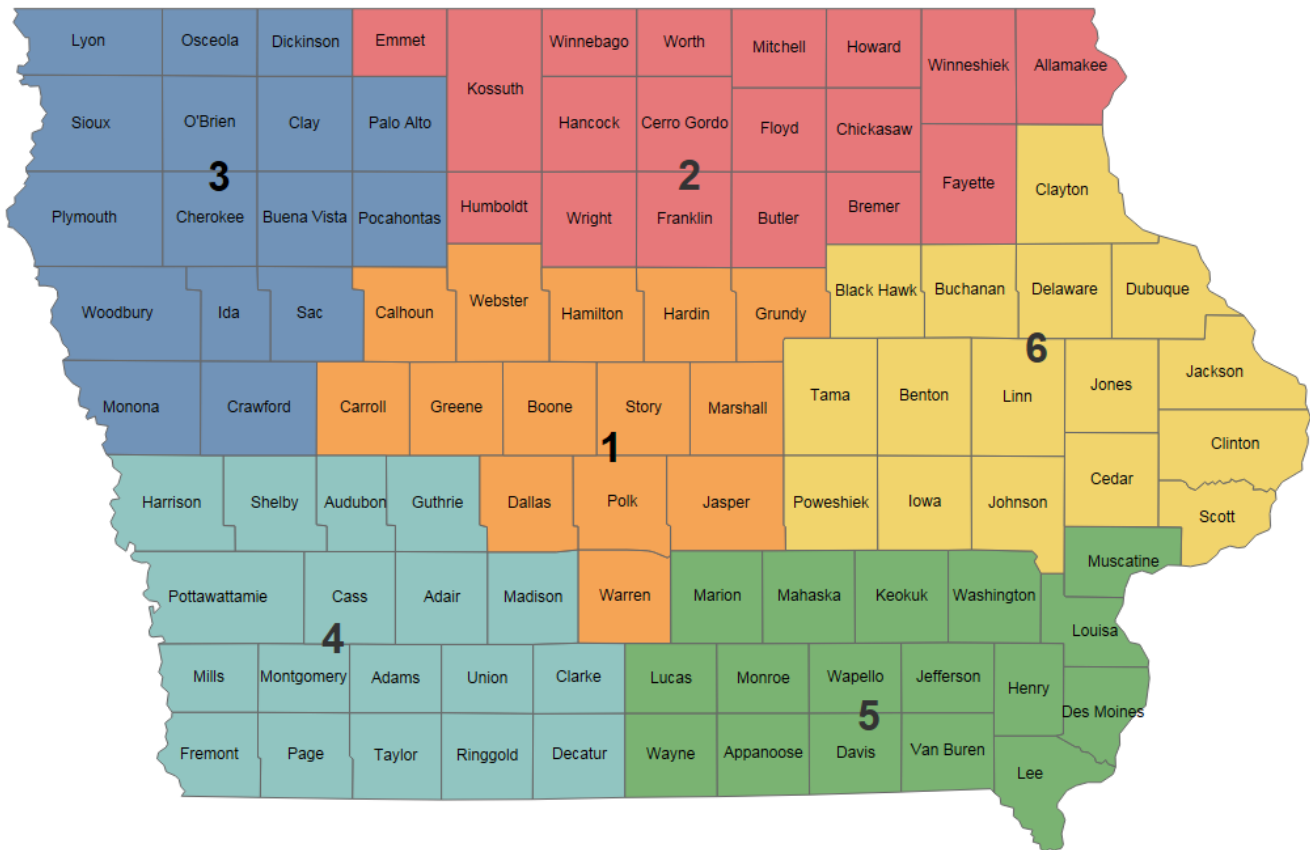 Lyon Osceola Dickinson Emmet Winnebago Worth Mitchell Howard
Winneshiek Allamakee
Kossuth
Sioux O'Brien Clay Palo Alto Hancock Cerro Gordo Floyd Chickasaw
3 2
Fayette Clayton
Plymouth Cherokee Buena Vista Pocahontas Humboldt Wright Franklin Butler Bremer
Woodbury Ida Sac Calhoun Webster Hamilton Hardin Grundy Black Hawk Buchanan Delaware Dubuque
6
Monona Crawford Carroll Greene Boone Story Marshall Tama Benton Linn Jones Jackson
1
Clinton
Harrison Shelby Audubon Guthrie Dallas Polk Jasper Poweshiek Iowa Johnson Cedar Scott
Muscatine
Pottawattamie Cass Adair Madison Warren Marion Mahaska Keokuk Washington
4
Louisa
Mills Montgomery Adams Union Clarke Lucas Monroe Wapello Jefferson Henry
5
Des Moines
Fremont Page Taylor Ringgold Decatur Wayne Appanoose Davis Van Buren Lee